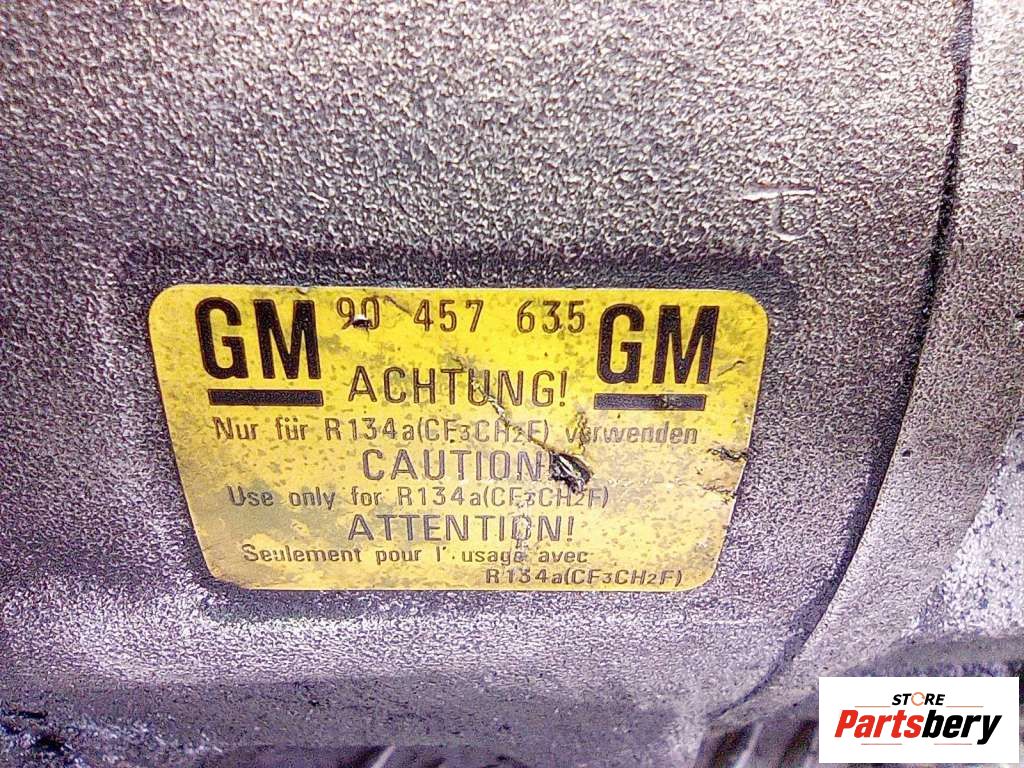 GM 90 457 635 GM
ACHTUNG!
Nur für R134a(CF3CH2F) verwenden
CAUTION!
Use only for R134a(CF3CH2F)
ATTENTION!
Seulement pour l'usage avec
R134a(CF3CH2F)
STORE
Partsbery